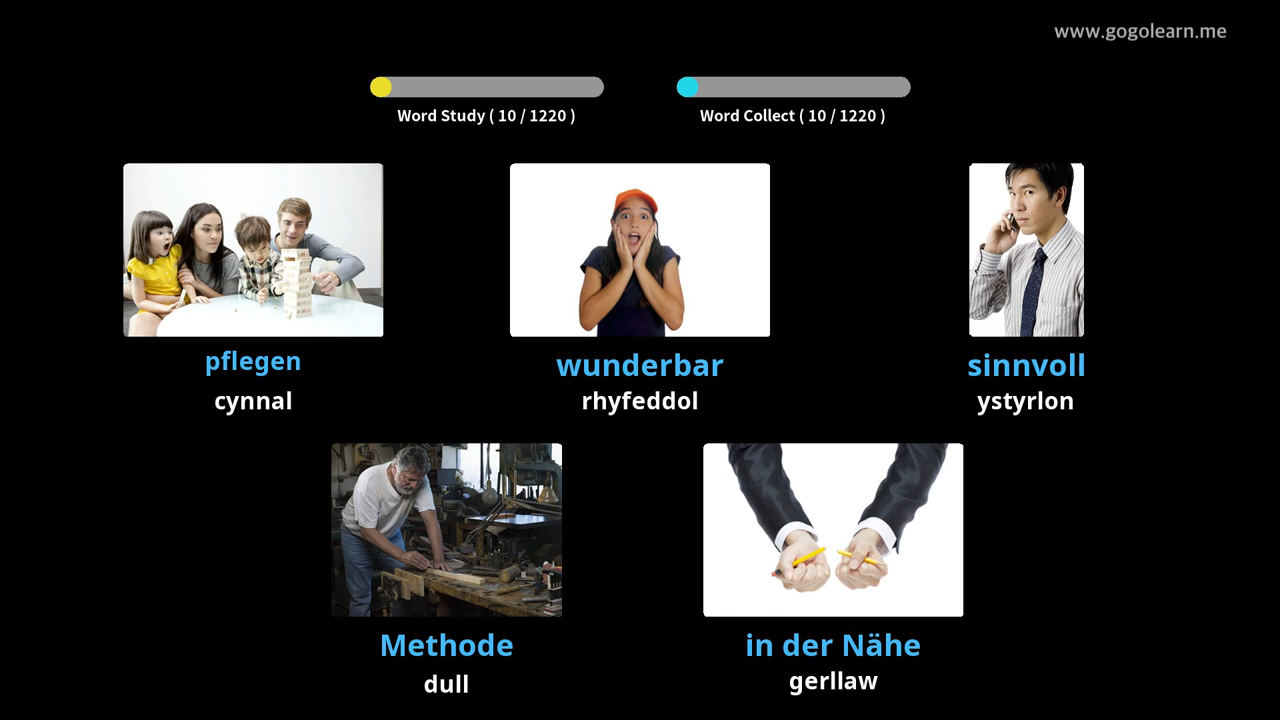 www.gogolearn.me
Word Study ( 10 / 1220 )
Word Collect ( 10 / 1220 )
pflegen
cynnal
wunderbar
rhyfeddol
sinnvoll
ystyrlon
Methode
dull
in der Nähe
gerllaw